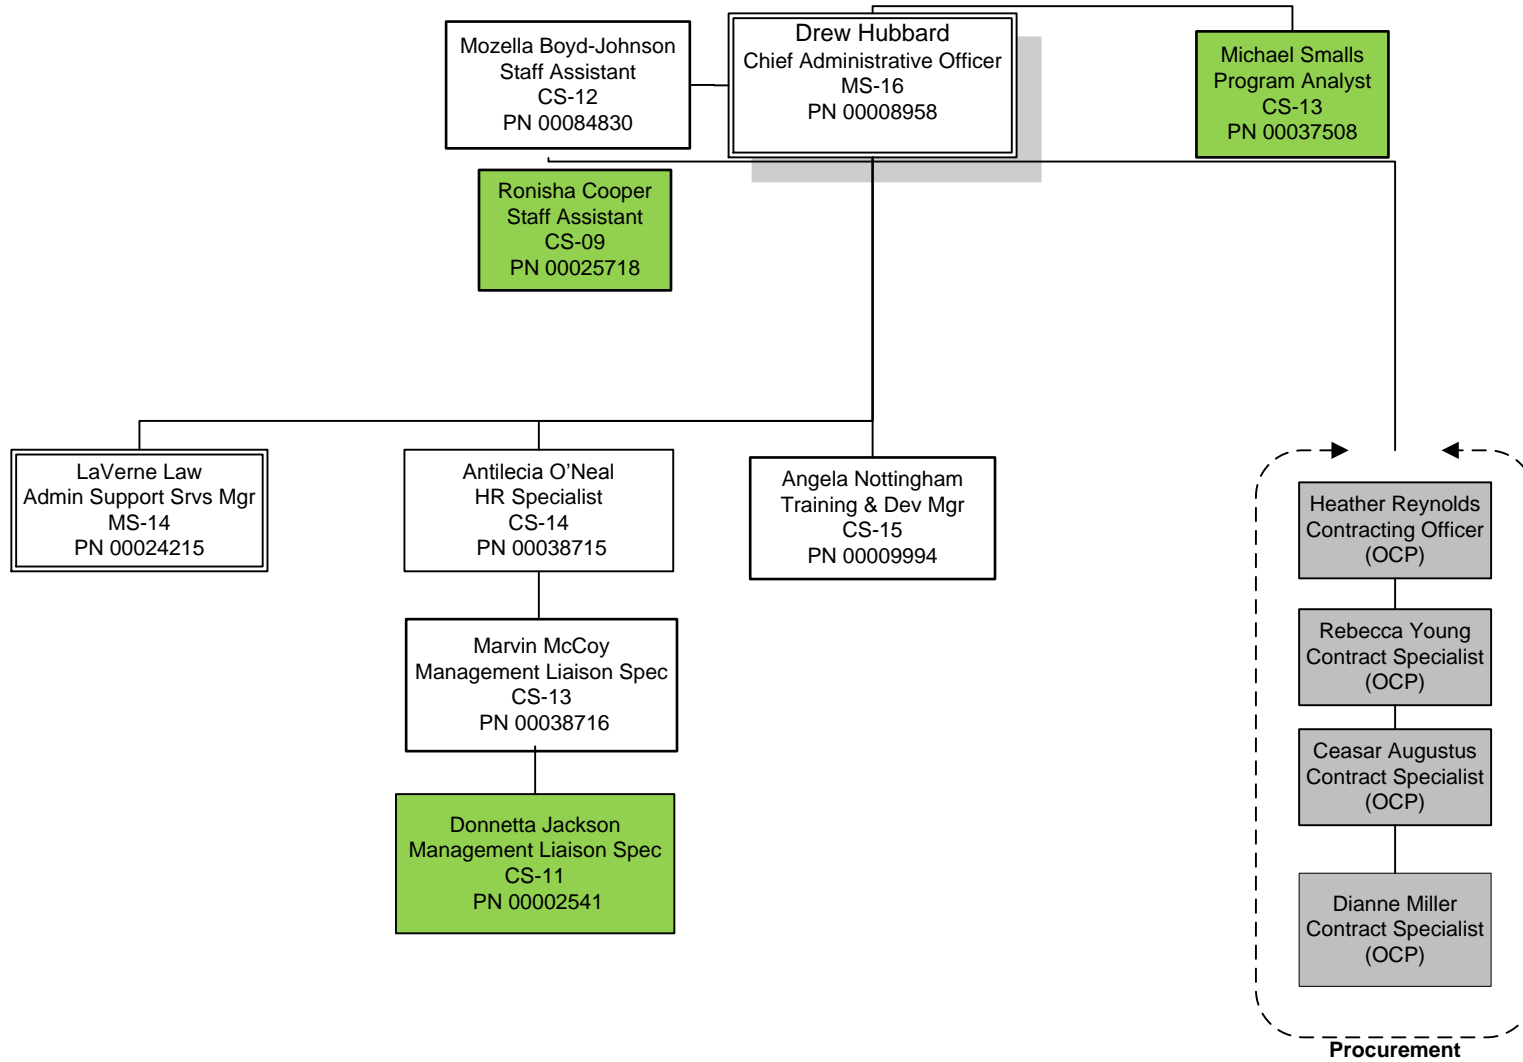 Mozella Boyd-Johnson
Staff Assistant
CS-12
PN 00084830
Drew Hubbard
Chief Administrative Officer
MS-16
PN 00008958
Michael Smalls
Program Analyst
CS-13
PN 00037508
Ronisha Cooper
Staff Assistant
CS-09
PN 00025718
LaVerne Law
Admin Support Srvs Mgr
MS-14
PN 00024215
Antilecia O’Neal
HR Specialist
CS-14
PN 00038715
Angela Nottingham
Training & Dev Mgr
CS-15
PN 00009994
Marvin McCoy
Management Liaison Spec
CS-13
PN 00038716
Donnetta Jackson
Management Liaison Spec
CS-11
PN 00002541
Heather Reynolds
Contracting Officer
(OCP)
Rebecca Young
Contract Specialist
(OCP)
Ceasar Augustus
Contract Specialist
(OCP)
Dianne Miller
Contract Specialist
(OCP)
Procurement